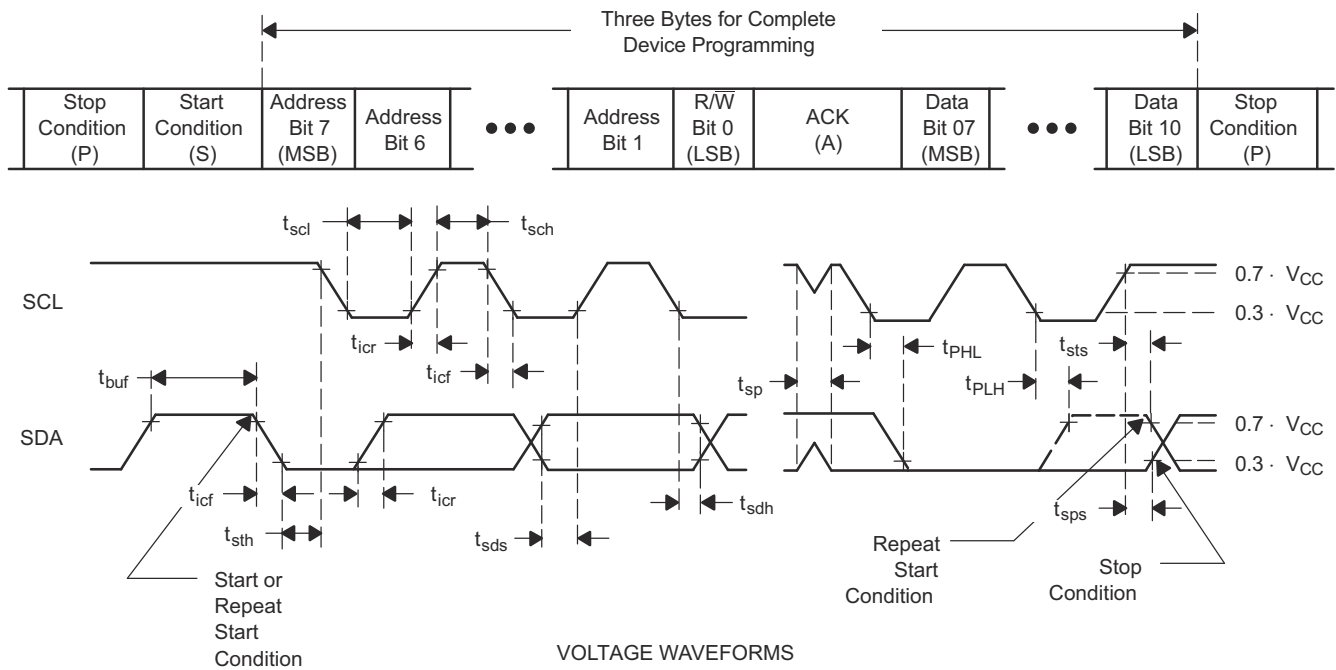 Three Bytes for Complete
Device Programming
Stop
Condition
(P)
Start
Condition
(S)
Address
Bit 7
(MSB)
Address
Bit 6
•••
Address
Bit 1
R/W̅
Bit 0
(LSB)
ACK
(A)
Data
Bit 07
(MSB)
•••
Data
Bit 10
(LSB)
Stop
Condition
(P)
tscl
tsch
SCL
0.7 · VCC
0.3 · VCC
ticr
ticf
tPHL
tsts
tbuf
tsp
tPLH
SDA
0.7 · VCC
0.3 · VCC
ticf
ticr
tsdh
tsps
tsth
tsds
Start or
Repeat
Start
Condition
Repeat
Start
Condition
Stop
Condition
VOLTAGE WAVEFORMS